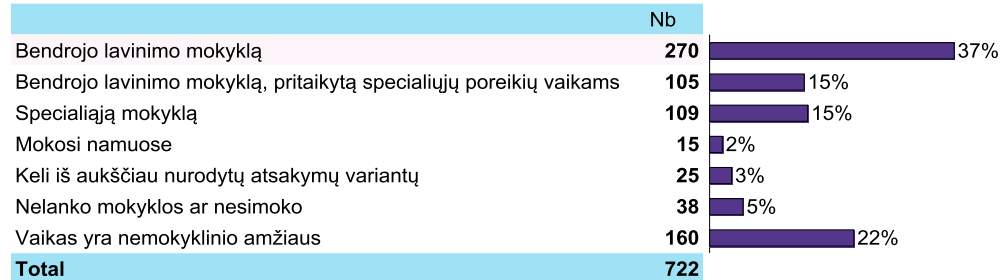 Nb
Bendrojo lavinimo mokyklą 270 37%
Bendrojo lavinimo mokyklą, pritaikytą specialiųjų poreikių vaikams 105 15%
Specialiąją mokyklą 109 15%
Mokosi namuose 15 2%
Keli iš aukščiau nurodytų atsakymų variantų 25 3%
Nelanko mokyklos ar nesimoko 38 5%
Vaikas yra nemokyklinio amžiaus 160 22%
Total 722